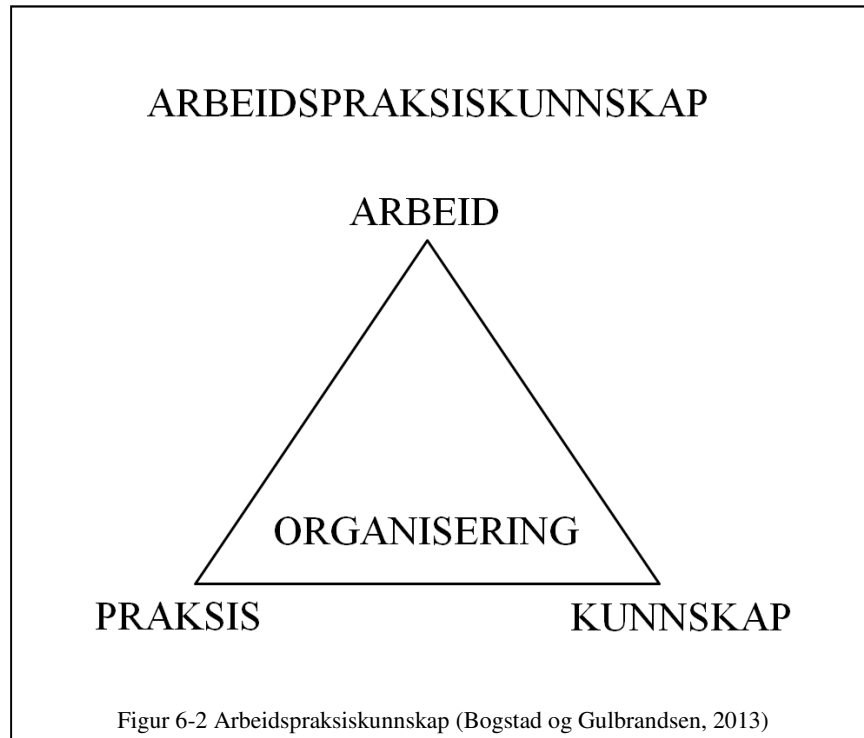 ARBEIDSPRAKSISKUNNSKAP
ARBEID
ORGANISERING
PRAKSIS
KUNNSKAP
Figur 6-2 Arbeidspraksiskunnskap (Bogstad og Gulbrandsen, 2013)